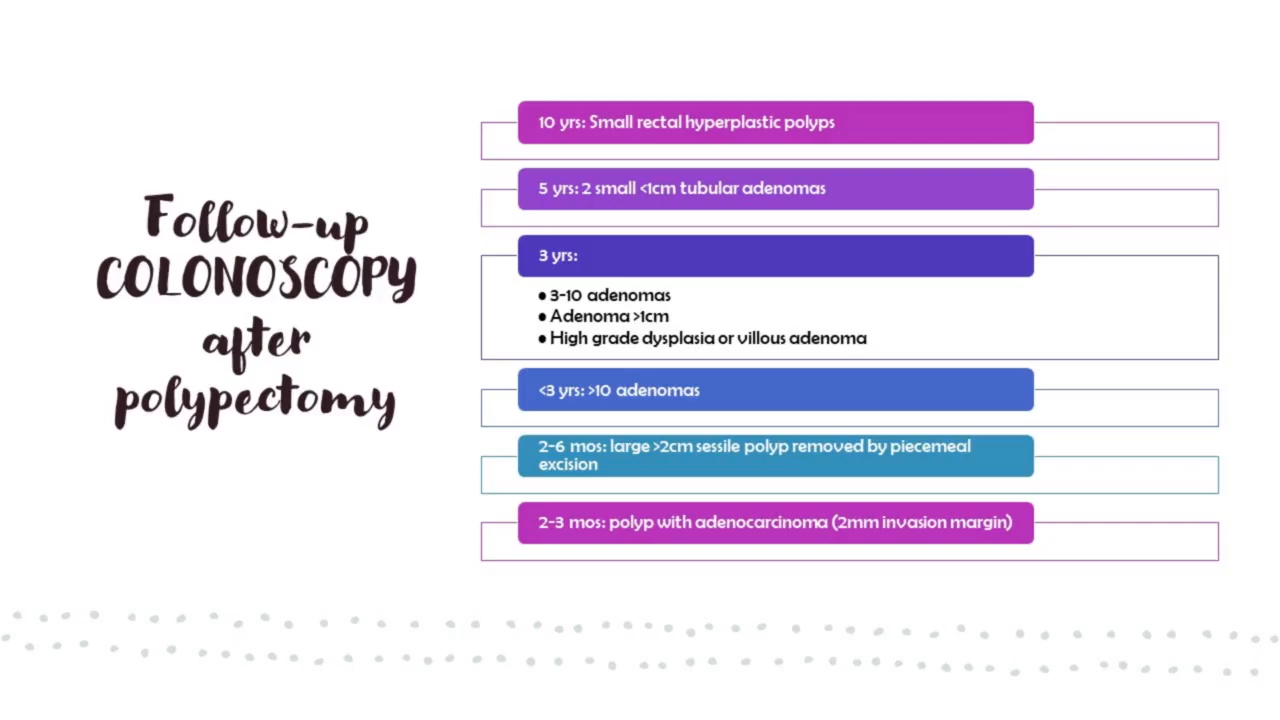 Follow-up
COLONOSCOPY
after
polypectomy
10 yrs: Small rectal hyperplastic polyps
5 yrs: 2 small <1cm tubular adenomas
3 yrs:
• 3-10 adenomas
• Adenoma >1cm
• High grade dysplasia or villous adenoma
<3 yrs: >10 adenomas
2-6 mos: large >2cm sessile polyp removed by piecemeal
excision
2-3 mos: polyp with adenocarcinoma (2mm invasion margin)